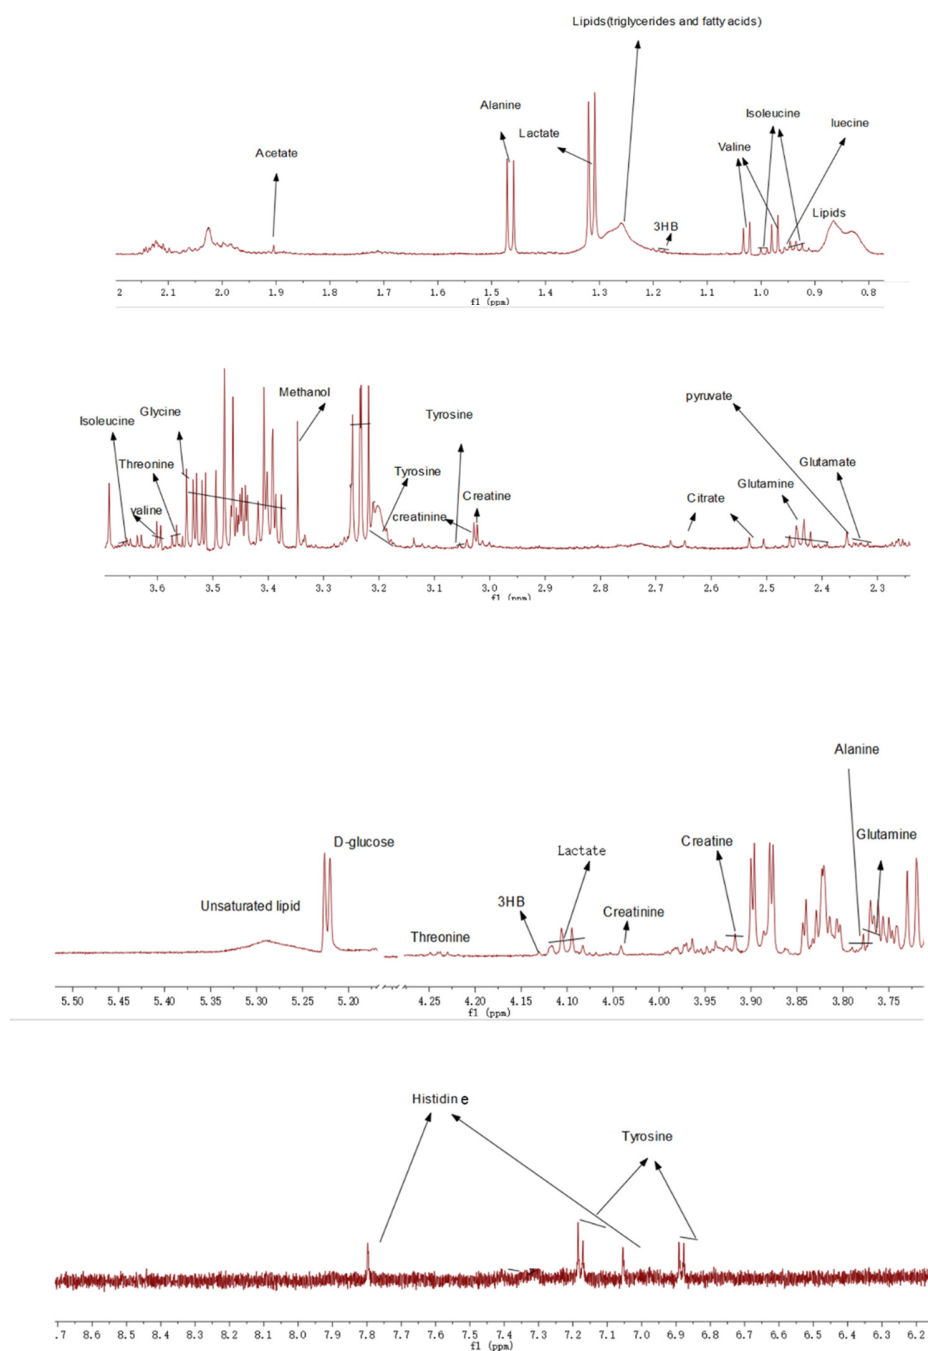 Lipids(triglycerides and fatty acids)
Alanine
Isoleucine
luecine
Lactate
Valine
Acetate
Lipids
3HB
2 2.1 2.0 1.9 1.8 1.7 1.6 1.5 1.4 1.3 1.2 1.1 1.0 0.9 0.8
f1 (ppm)
Methanol
pyruvate
Isoleucine Glycine
Tyrosine
Threonine
Tyrosine
Glutamate
Glutamine
Creatine
Citrate
valine
creatinine
3.6 3.5 3.4 3.3 3.2 3.1 3.0 2.9 2.8 2.7 2.6 2.5 2.4 2.3
f1 (ppm)
Alanine
D-glucose
Creatine
Glutamine
Lactate
Unsaturated lipid
3HB
Creatinine
Threonine
5.50 5.45 5.40 5.35 5.30 5.25 5.20 4.25 4.20 4.15 4.10 4.05 4.00 3.95 3.90 3.85 3.80 3.75
f1 (ppm)
Histidin e
Tyrosine
.7 8.6 8.5 8.4 8.3 8.2 8.1 8.0 7.9 7.8 7.7 7.6 7.5 7.4 7.3 7.2 7.1 7.0 6.9 6.8 6.7 6.6 6.5 6.4 6.3 6.2
f1 (ppm)